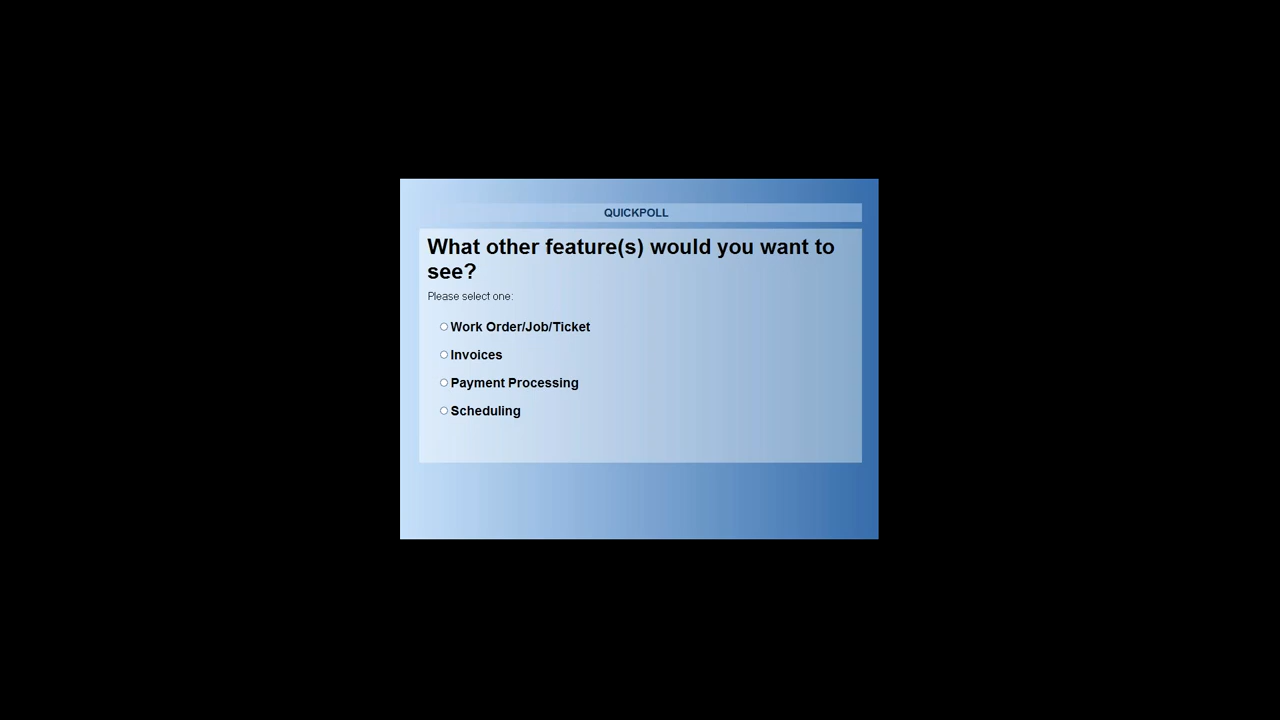 QUICKPOLL
What other feature(s) would you want to
see?
Please select one:
Work Order/Job/Ticket
Invoices
Payment Processing
Scheduling